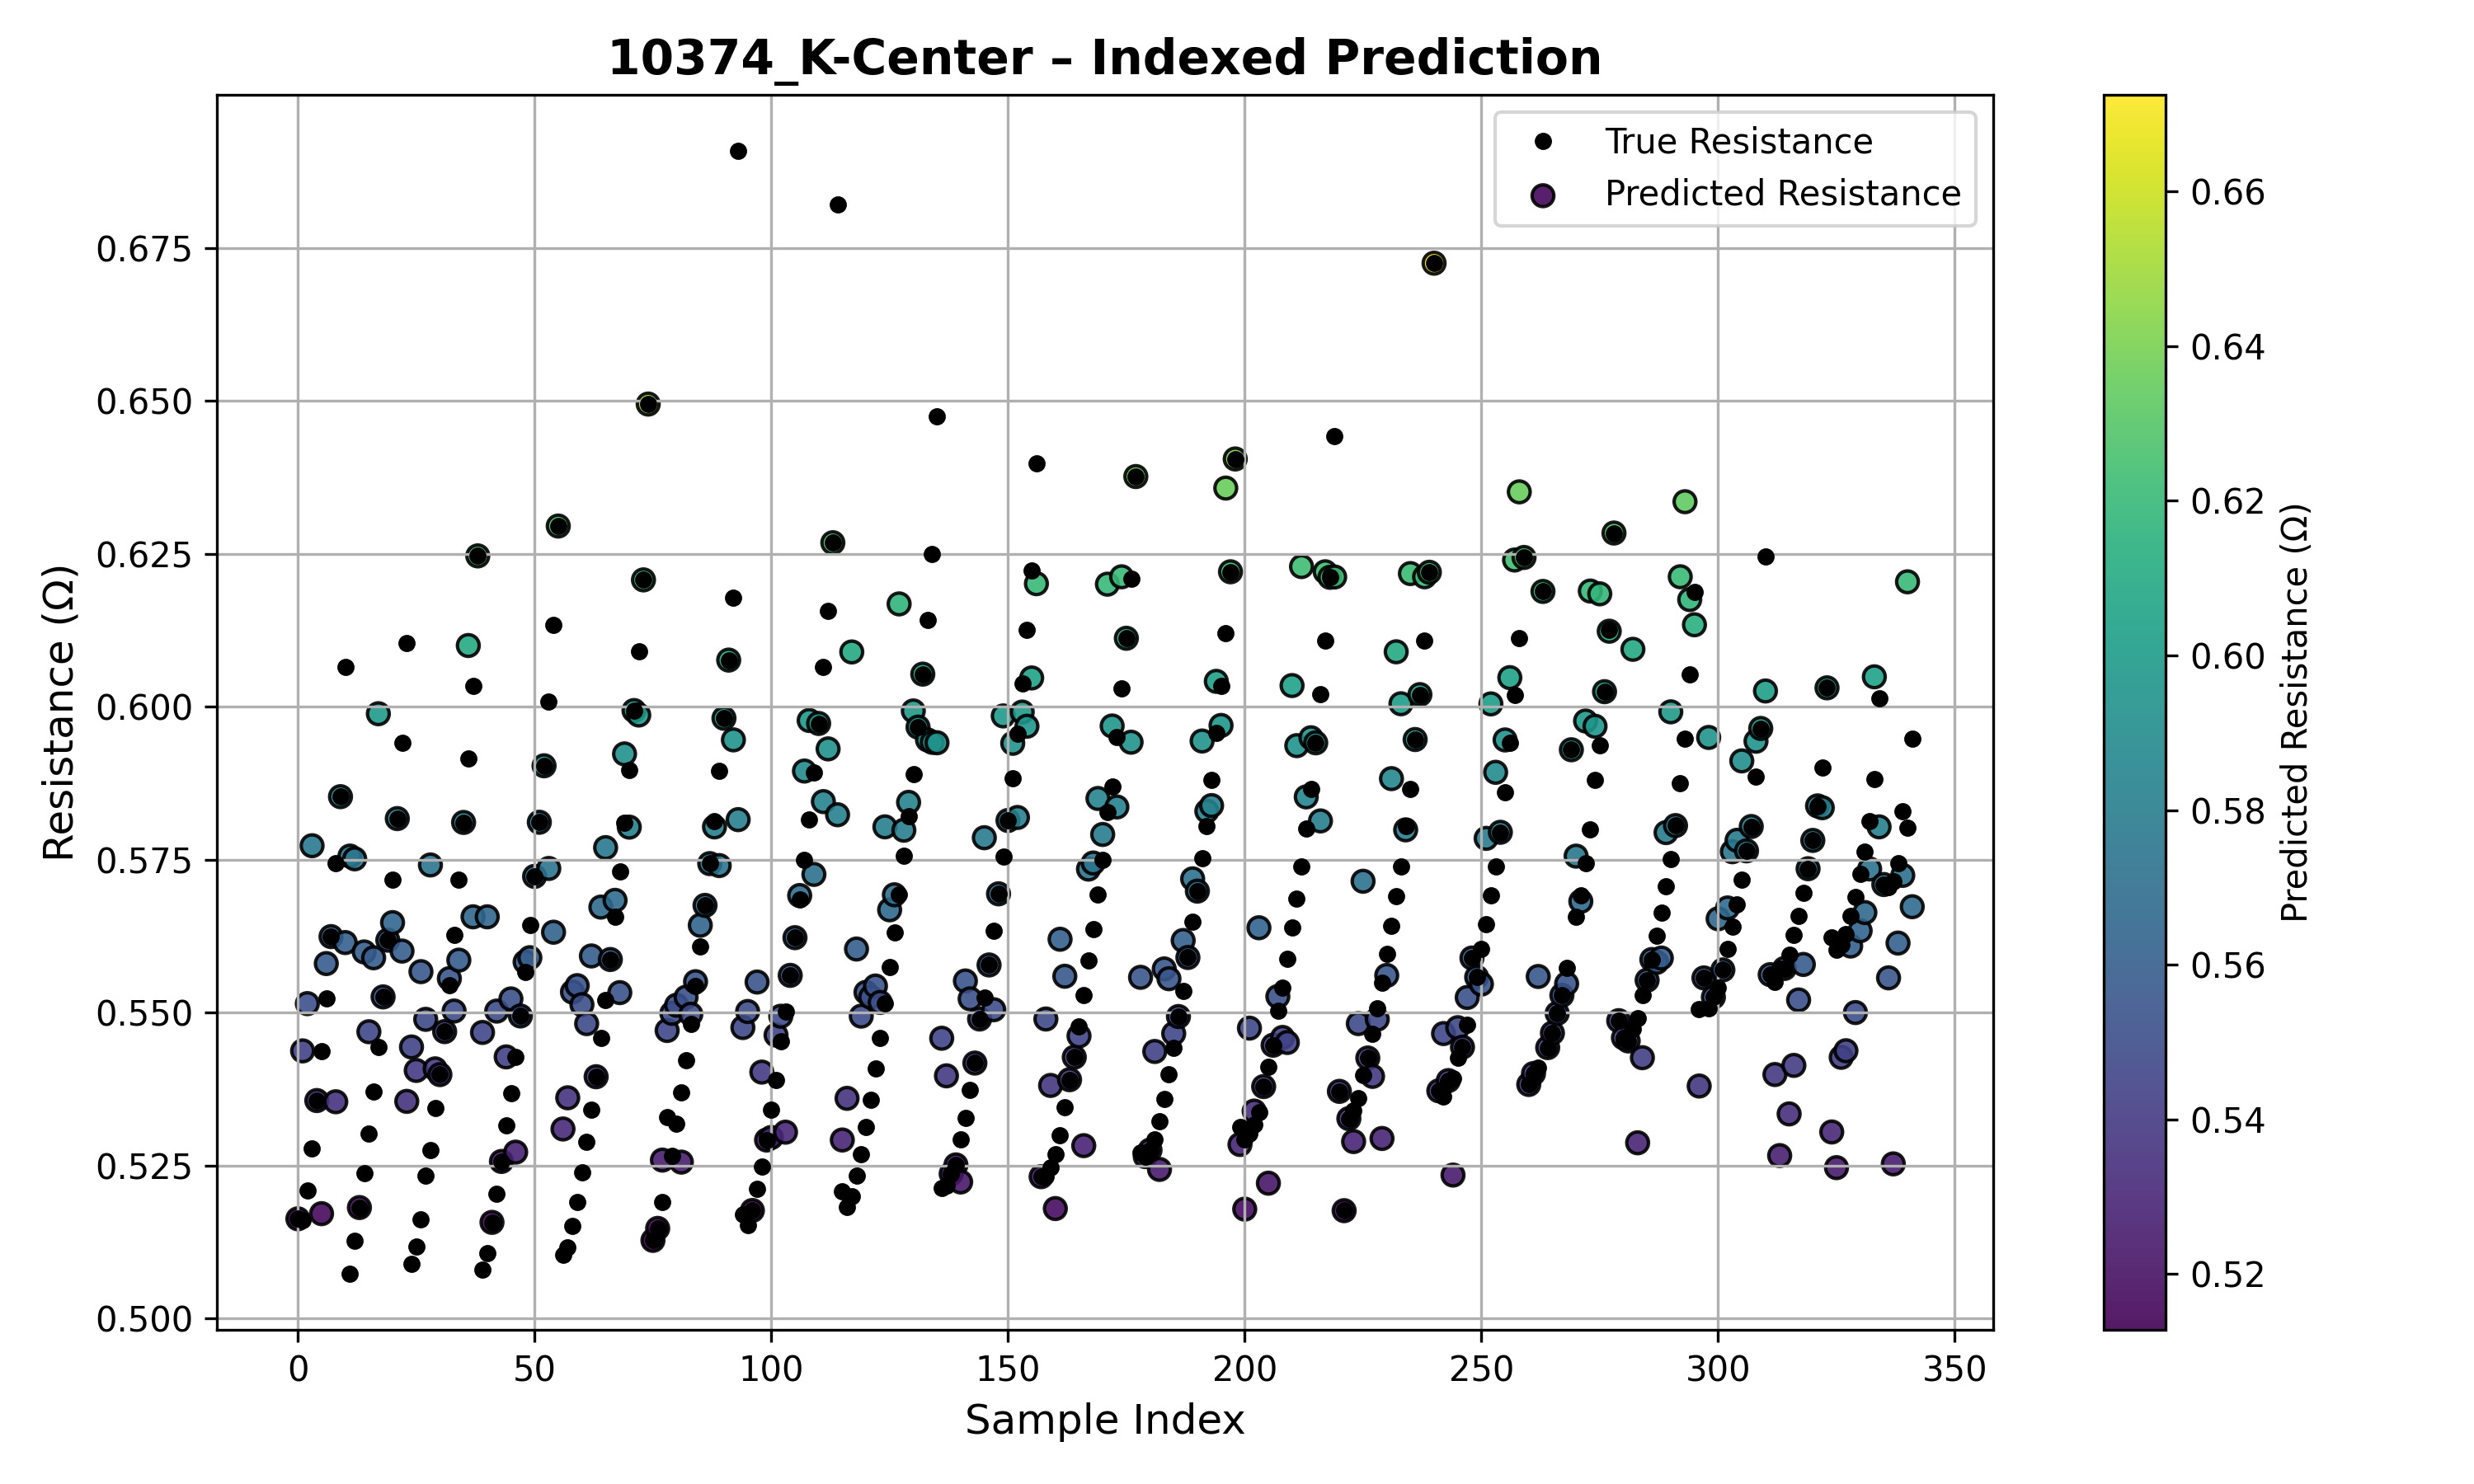 10374_K-Center – Indexed Prediction
True Resistance
Predicted Resistance
0.675
0.650
0.625
0.600
0.575
0.550
0.525
0.500
Resistance (Ω)
0 50 100 150 200 250 300 350
Sample Index
0.66
0.64
0.62
0.60
0.58
0.56
0.54
0.52
Predicted Resistance (Ω)